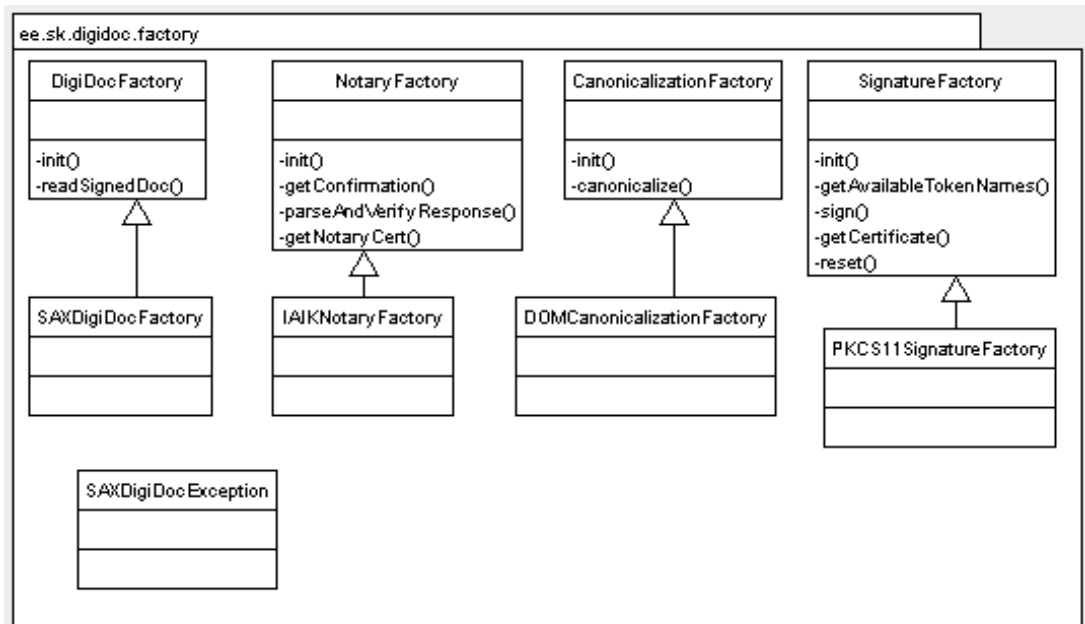 ee.sk.digidoc.factory
DigiDocFactory
-init()
-readSignedDoc()
NotaryFactory
-init()
-getConfirmation()
-parseAndVerifyResponse()
-getNotaryCert()
CanonicalizationFactory
-init()
-canonicalize()
SignatureFactory
-init()
-getAvailableTokenNames()
-sign()
-getCertificate()
-reset()
SAXDigiDocFactory
IAIKNotaryFactory
DOMCanonicalizationFactory
PKCS11SignatureFactory
SAXDigiDocException